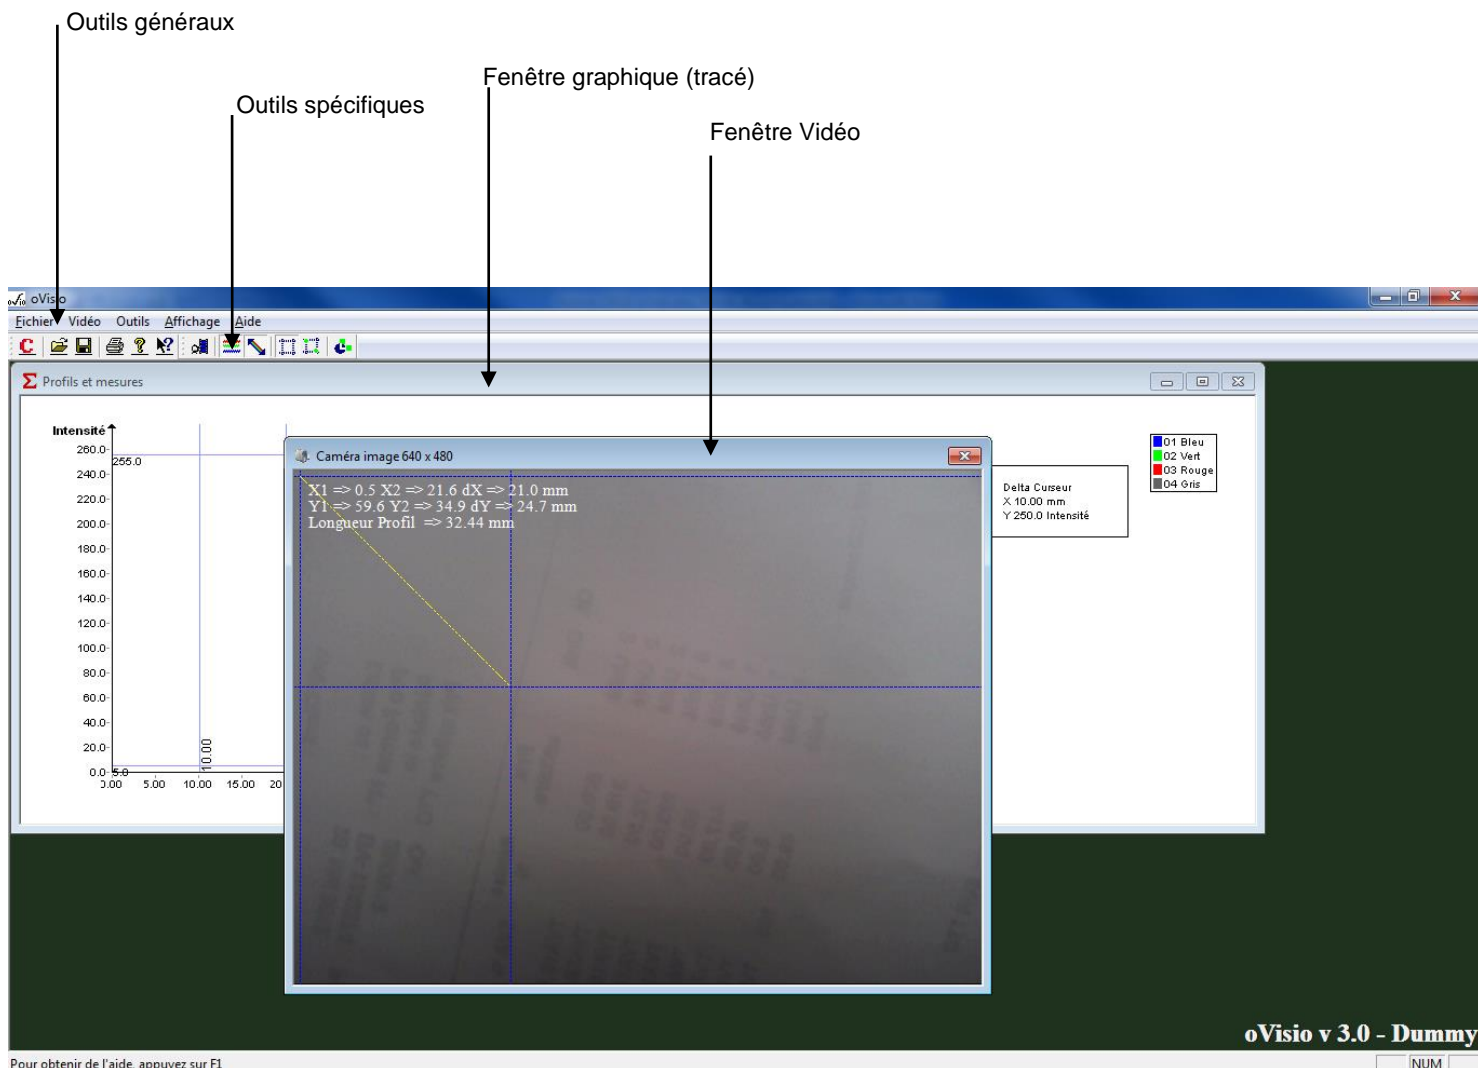 Outils généraux
Fenêtre graphique (tracé)
Outils spécifiques
Fenêtre Vidéo
oVisio
Fichier Vidéo Outils Affichage Aide
Profils et mesures
Intensité
260.0
255.0
240.0
220.0
200.0
180.0
160.0
140.0
120.0
100.0
80.0
60.0
40.0
20.0
10.00
0.0
5.0
0.00 5.00 10.00 15.00 20
Caméra image 640 x 480
X1 => 0.5 X2 => 21.6 dX => 21.0 mm
Y1 => 59.6 Y2 => 34.9 dY => 24.7 mm
Longueur Profil => 32.44 mm
Delta Curseur
X 10.00 mm
Y 250.0 Intensité
01 Bleu
02 Vert
03 Rouge
04 Gris
oVisio v 3.0 - Dummy
Pour obtenir de l'aide, appuyez sur F1
NUM